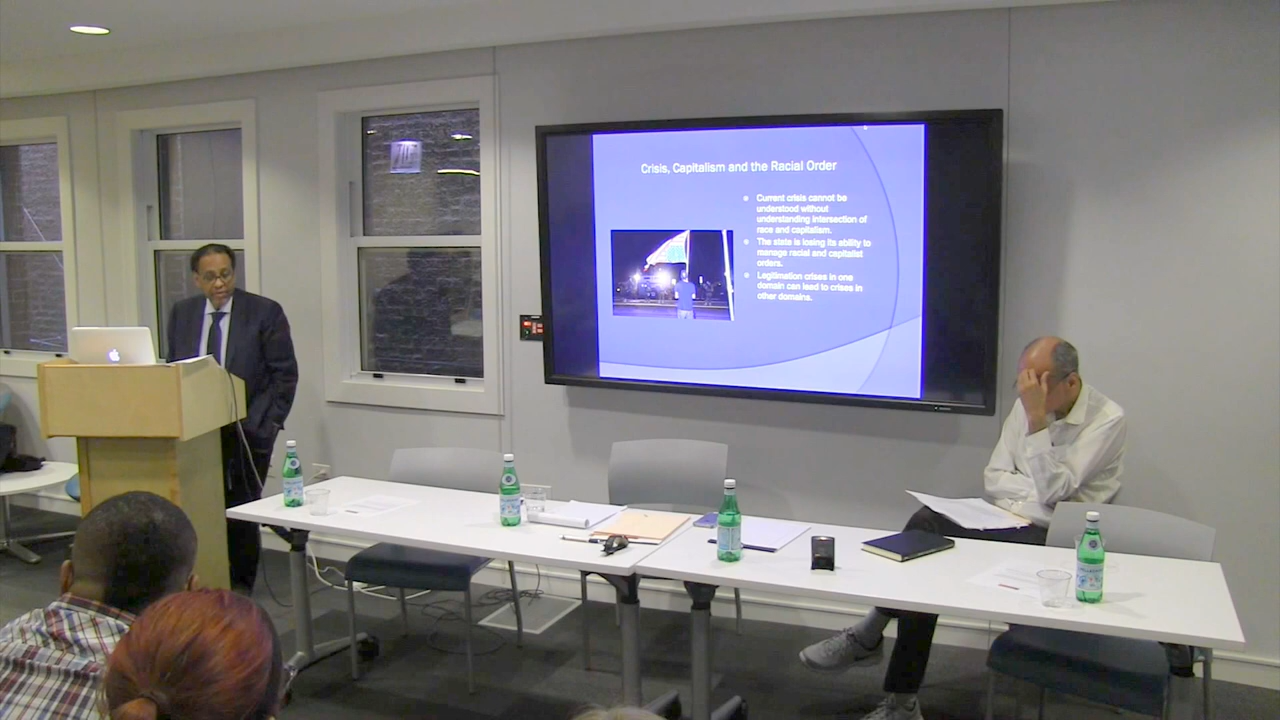 Crisis, Capitalism and the Racial Order
Current crisis cannot be
understood without
understanding intersection of
race and capitalism.
The state is losing its ability to
manage racial and capitalist
orders.
Legitimation crises in one
domain can lead to crises in
other domains.